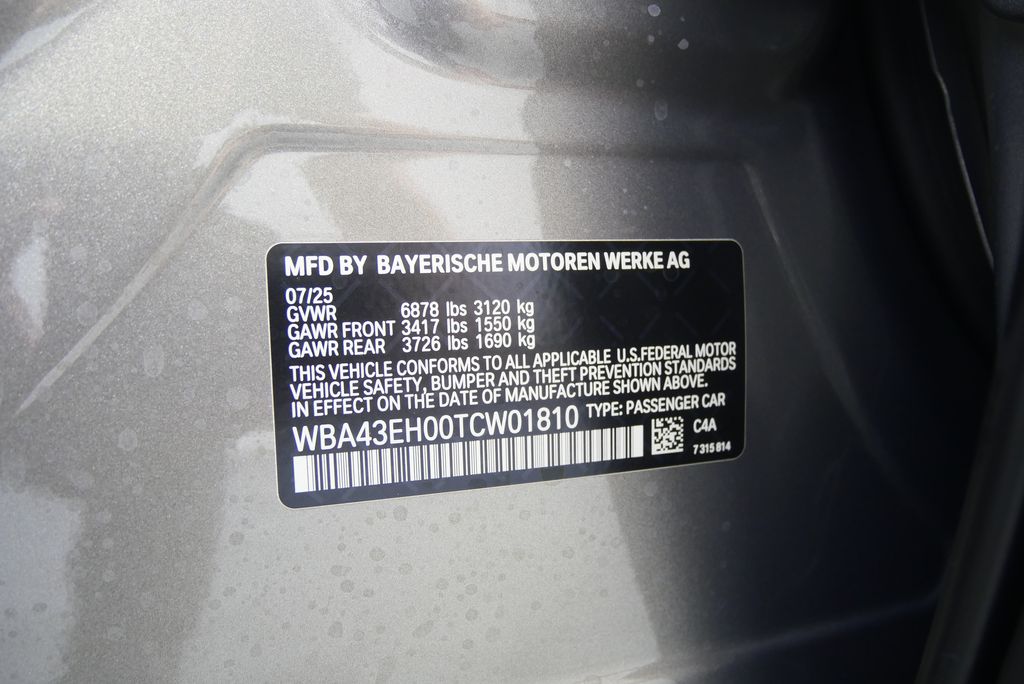 MFD BY BAYERISCHE MOTOREN WERKE AG
07/25
GVWR 6878 lbs 3120 kg
GAWR FRONT 3417 lbs 1550 kg
GAWR REAR 3726 lbs 1690 kg
THIS VEHICLE CONFORMS TO ALL APPLICABLE U.S.FEDERAL MOTOR
VEHICLE SAFETY, BUMPER AND THEFT PREVENTION STANDARDS
IN EFFECT ON THE DATE OF MANUFACTURE SHOWN ABOVE.
WBA43EH00TCW01810 TYPE: PASSENGER CAR
C4A
7 315 814